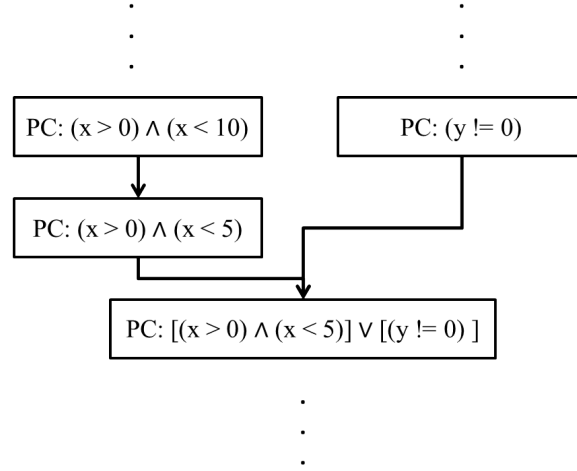 PC: (x > 0) ∧ (x < 10)
PC: (y != 0)
PC: (x > 0) ∧ (x < 5)
PC: [(x > 0) ∧ (x < 5)] ∨ [(y != 0) ]